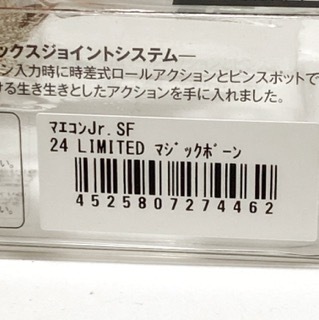 ックスジョイントシステム―
ン入力時に時差式ロールアクションとピンスポットで
ける生き生きとしたアクションを手に入れました。
ﾏｴｺﾝJr.SF
24 LIMITED ﾏｼﾞｯｸﾎﾞｰﾝ
4525807274462